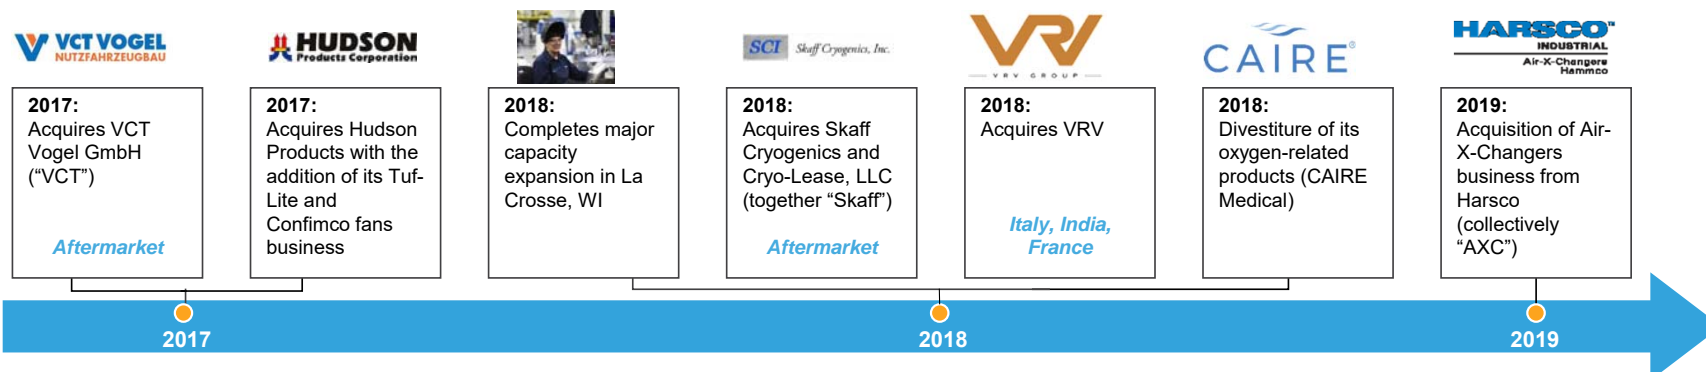 VCT VOGEL
NUTZFAHRZEUGBAU
2017:
Acquires VCT
Vogel GmbH
(“VCT”)
Aftermarket
HUDSON
Products Corporation
2017:
Acquires Hudson
Products with the
addition of its Tuf-
Lite and
Confimco fans
business
2018:
Completes major
capacity
expansion in La
Crosse, WI
SCI Skaff Cryogenics, Inc.
2018:
Acquires Skaff
Cryogenics and
Cryo-Lease, LLC
(together “Skaff”)
Aftermarket
VRV
VRV GROUP
2018:
Acquires VRV
Italy, India,
France
CAIRE®
2018:
Divestiture of its
oxygen-related
products (CAIRE
Medical)
HARSCO™
INDUSTRIAL
Air-X-Changers
Hammco
2019:
Acquisition of Air-
X-Changers
business from
Harsco
(collectively
“AXC”)
2017
2018
2019